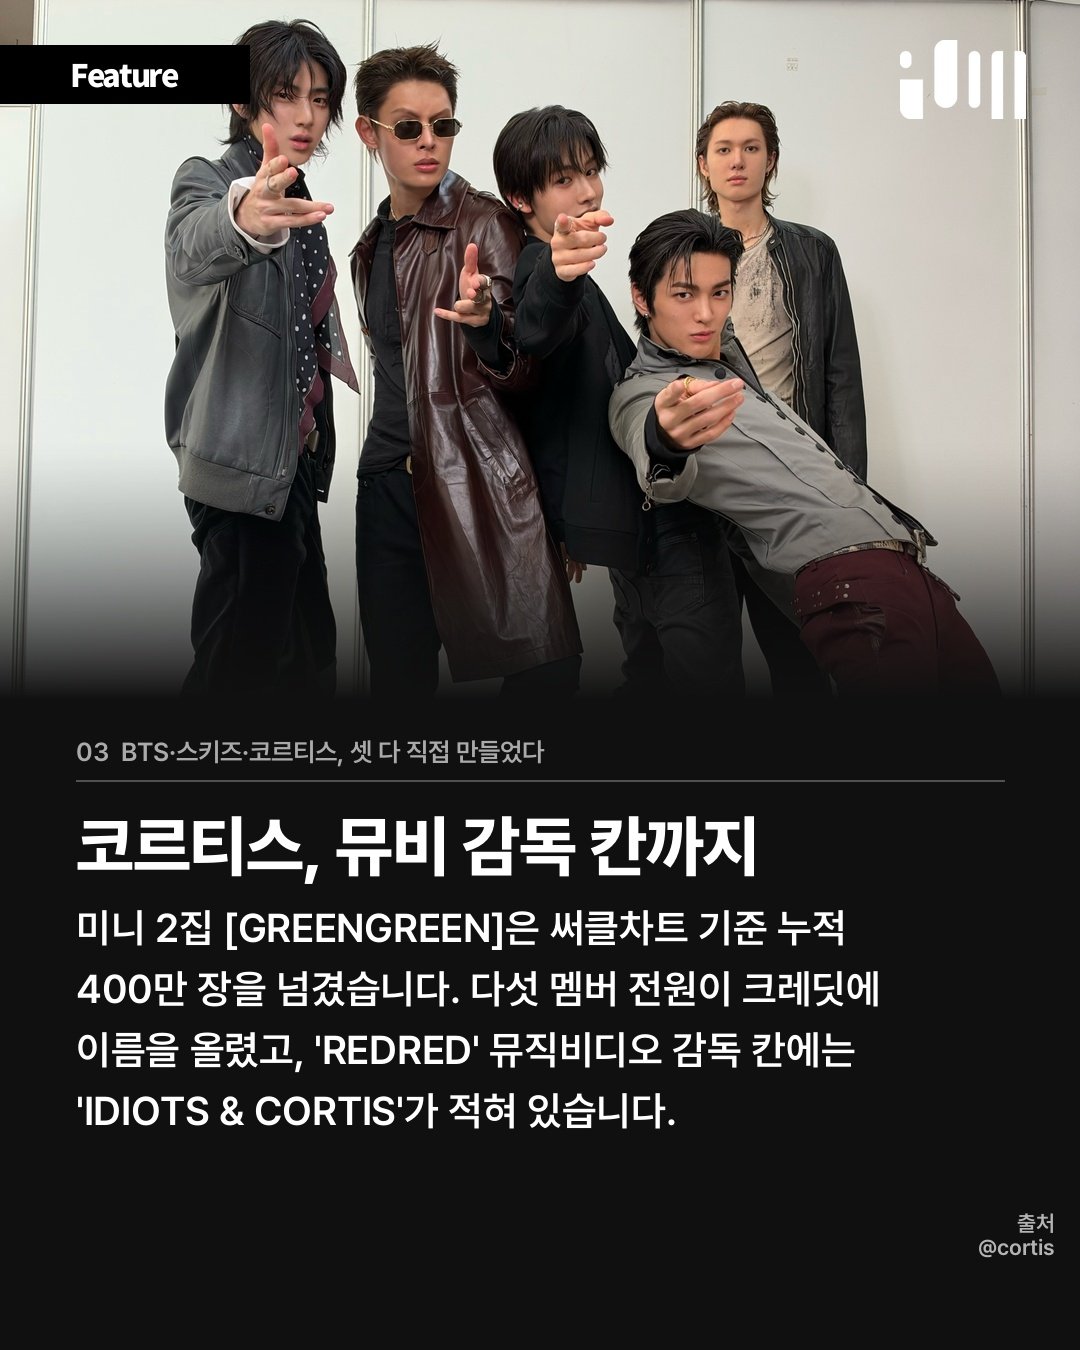 Feature
03 BTS·스키즈·코르티스, 셋 다 직접 만들었다
코르티스, 뮤비 감독 칸까지
미니 2집 [GREENGREEN]은 써클차트 기준 누적
400만 장을 넘겼습니다. 다섯 멤버 전원이 크레딧에
이름을 올렸고, 'REDRED' 뮤직비디오 감독 칸에는
'IDIOTS & CORTIS'가 적혀 있습니다.
출처
@cortis